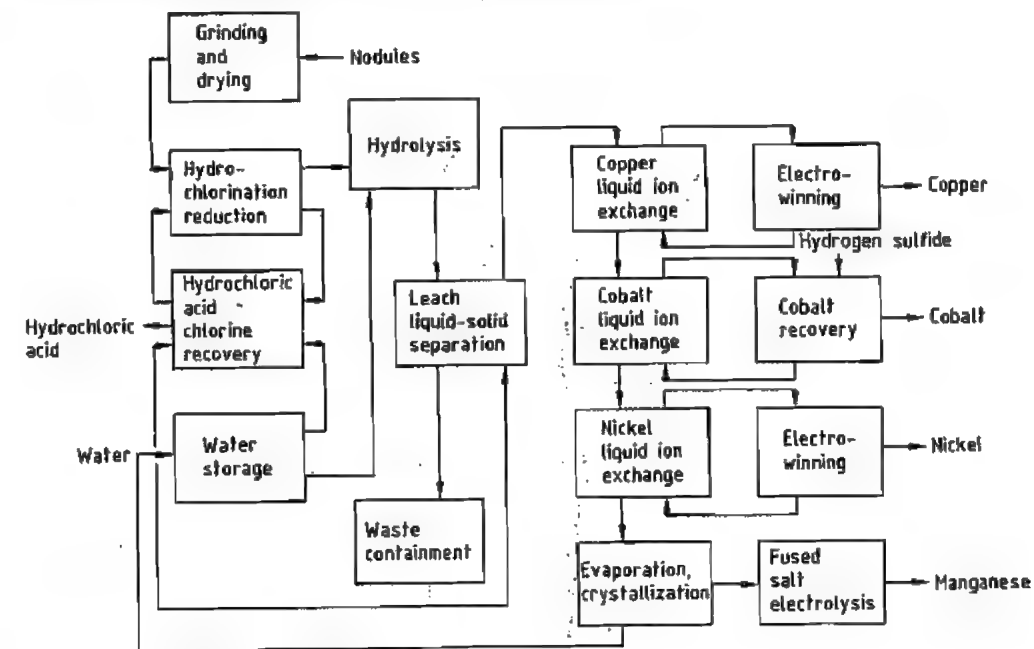 Grinding
and
drying
Nodules
Hydro-
chlorination
reduction
Hydrolysis
Hydrochloric
acid
chlorine
recovery
Hydrochloric
acid
Leach
liquid-solid
separation
Water
Water
storage
Waste
containment
Copper
liquid ion
exchange
Electro-
winning
Copper
Hydrogen sulfide
Cobalt
liquid ion
exchange
Cobalt
recovery
Cobalt
Nickel
liquid ion
exchange
Electro-
winning
Nickel
Evaporation,
crystallization
Fused
salt
electrolysis
Manganese